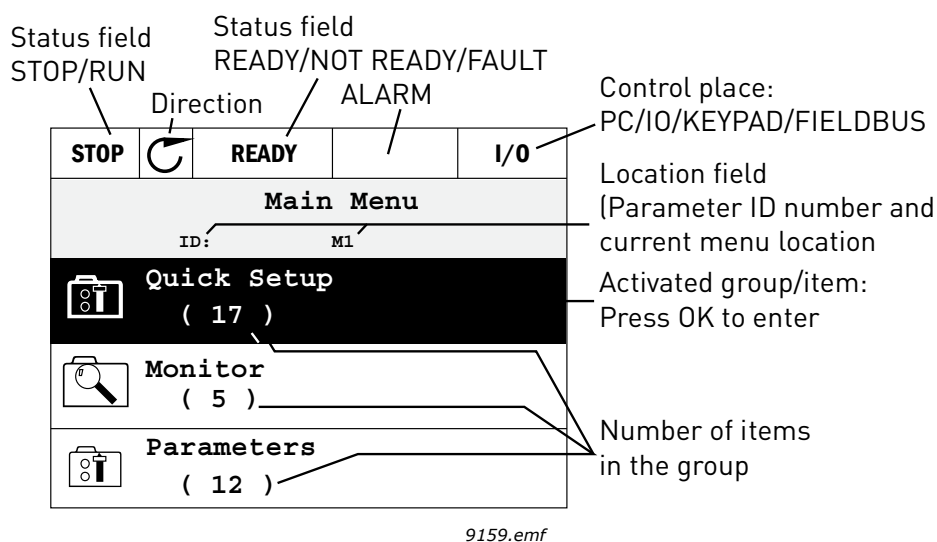 Status field
STOP/RUN
Status field
READY/NOT READY/FAULT
Direction
ALARM
Control place:
PC/IO/KEYPAD/FIELDBUS
STOP
READY
I/0
Main Menu
ID:
M1
Location field
(Parameter ID number and
current menu location
Quick Setup
( 17 )
Activated group/item:
Press OK to enter
Monitor
( 5 )
Parameters
( 12 )
Number of items
in the group
9159.emf